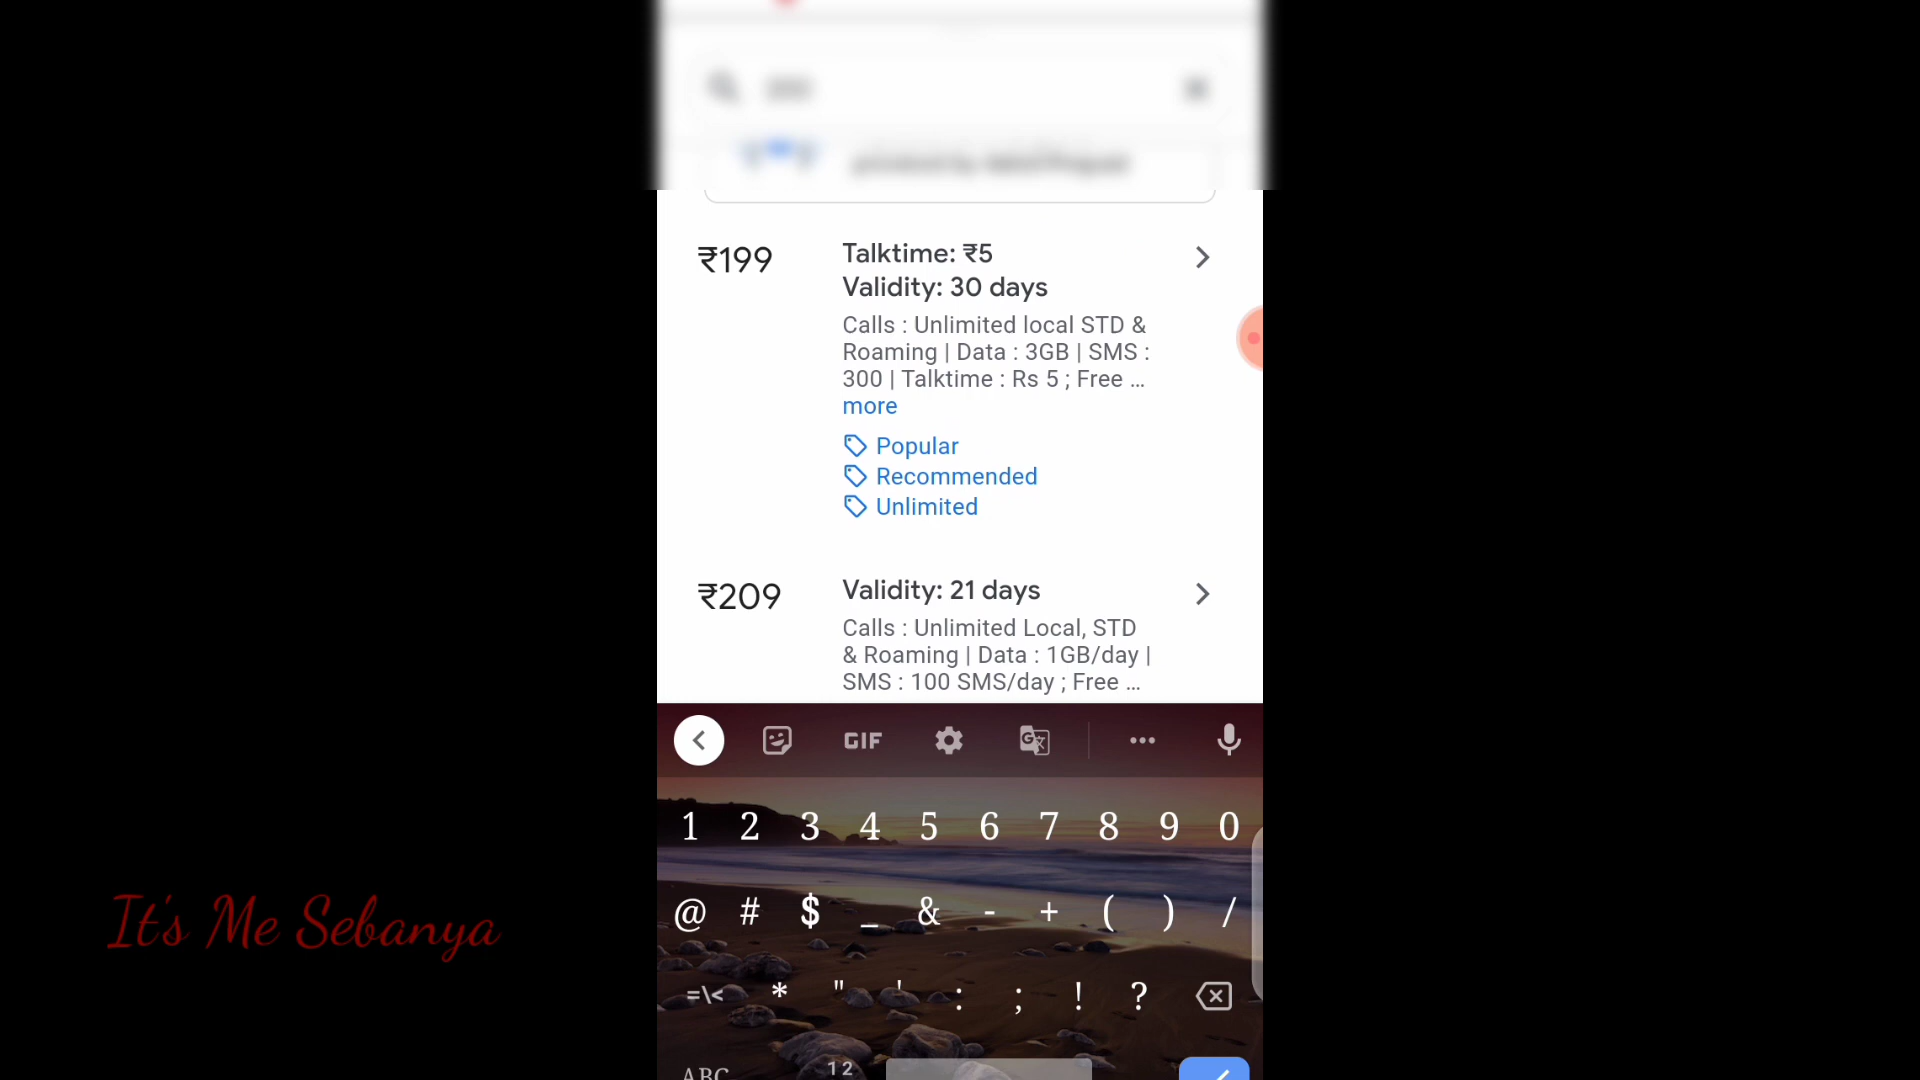 ₹199
Talktime: ₹5
Validity: 30 days
Calls : Unlimited local STD &
Roaming | Data : 3GB | SMS :
300 | Talktime : Rs 5 ; Free ...
more
Popular
Recommended
Unlimited
₹209
Validity: 21 days
Calls : Unlimited Local, STD
& Roaming | Data : 1GB/day |
SMS : 100 SMS/day ; Free ...
GIF
1 2 3 4 5 6 7 8 9 0
@ # $ _ & - + ( ) /
=\< * " ' : ; ! ?
ABC 1 2
It's Me Sebanya